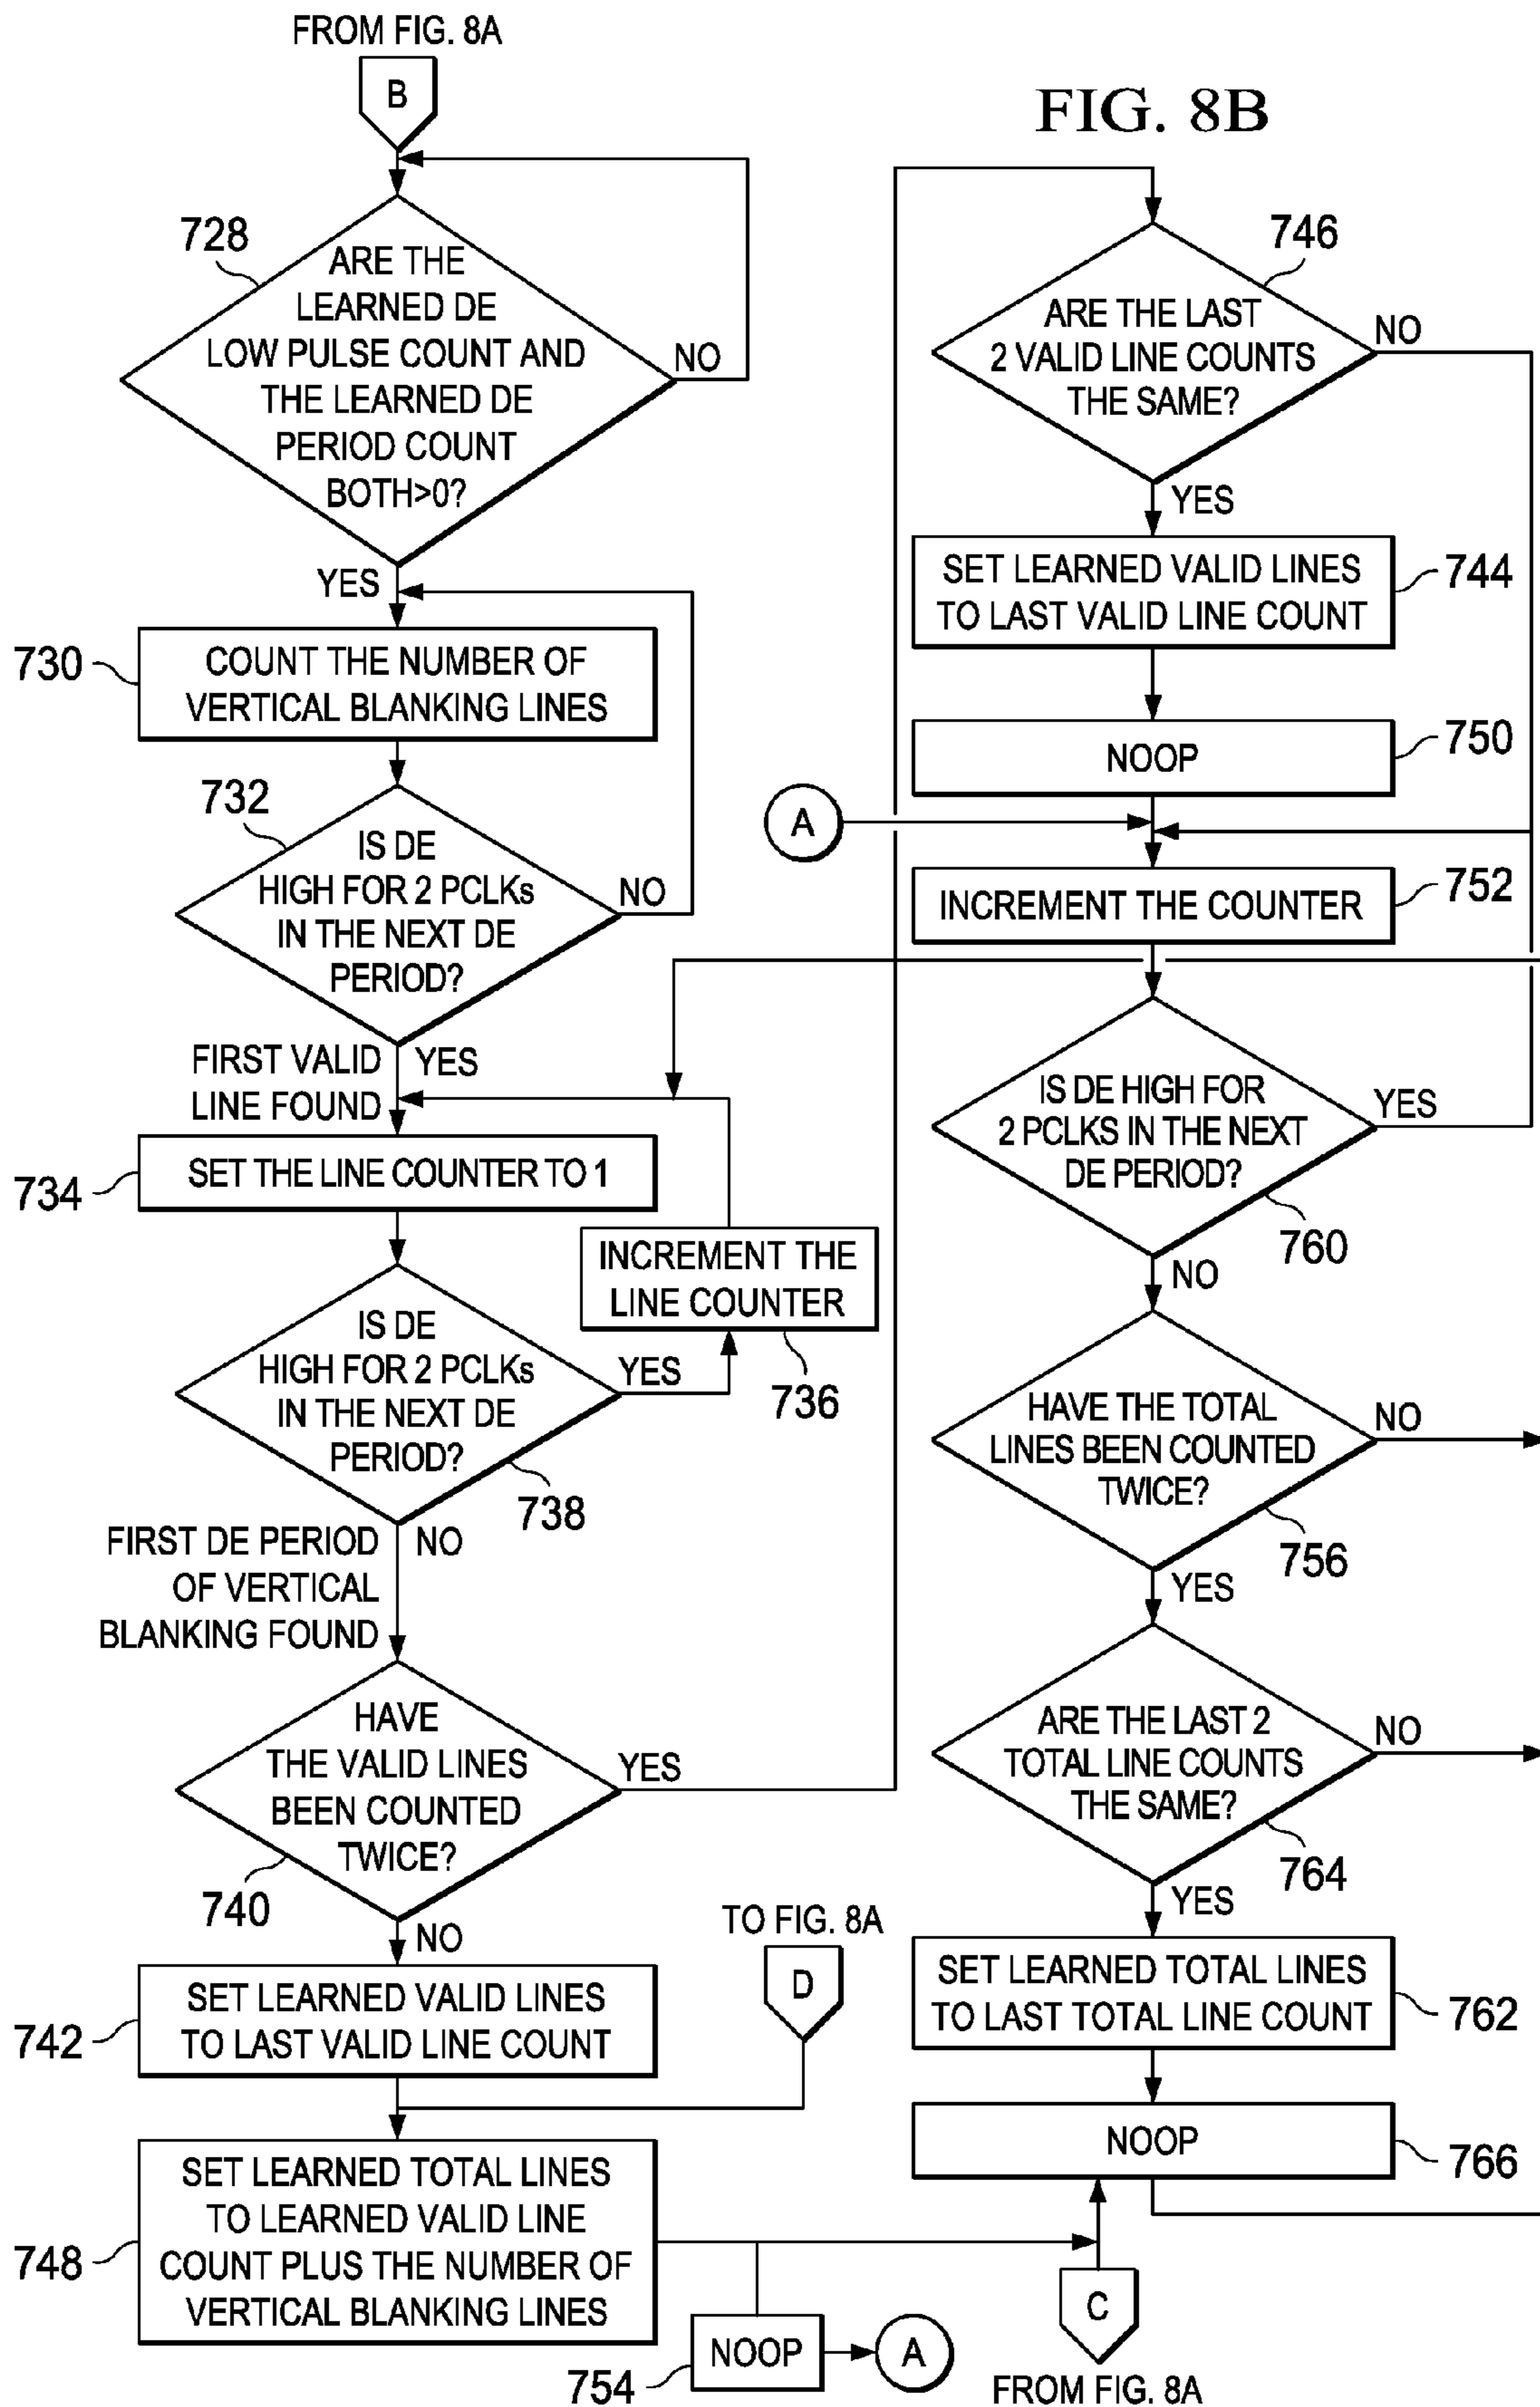 FROM FIG. 8A
B
FIG. 8B
728
ARE THE
LEARNED DE
LOW PULSE COUNT AND
THE LEARNED DE
PERIOD COUNT
BOTH>0?
NO
YES
730
COUNT THE NUMBER OF
VERTICAL BLANKING LINES
732
IS DE
HIGH FOR 2 PCLKs
IN THE NEXT DE
PERIOD?
NO
FIRST VALID
LINE FOUND
YES
734
SET THE LINE COUNTER TO 1
INCREMENT THE
LINE COUNTER
736
IS DE
HIGH FOR 2 PCLKs
IN THE NEXT DE
PERIOD?
YES
738
FIRST DE PERIOD
OF VERTICAL
BLANKING FOUND
NO
HAVE
THE VALID LINES
BEEN COUNTED
TWICE?
YES
740
NO
742
SET LEARNED VALID LINES
TO LAST VALID LINE COUNT
TO FIG. 8A
D
748
SET LEARNED TOTAL LINES
TO LEARNED VALID LINE
COUNT PLUS THE NUMBER OF
VERTICAL BLANKING LINES
754
NOOP
A
746
ARE THE LAST
2 VALID LINE COUNTS
THE SAME?
NO
YES
SET LEARNED VALID LINES
TO LAST VALID LINE COUNT
744
NOOP
750
A
INCREMENT THE COUNTER
752
IS DE HIGH FOR
2 PCLKS IN THE NEXT
DE PERIOD?
YES
760
NO
HAVE THE TOTAL
LINES BEEN COUNTED
TWICE?
NO
756
YES
ARE THE LAST 2
TOTAL LINE COUNTS
THE SAME?
NO
764
YES
SET LEARNED TOTAL LINES
TO LAST TOTAL LINE COUNT
762
NOOP
766
C
FROM FIG. 8A